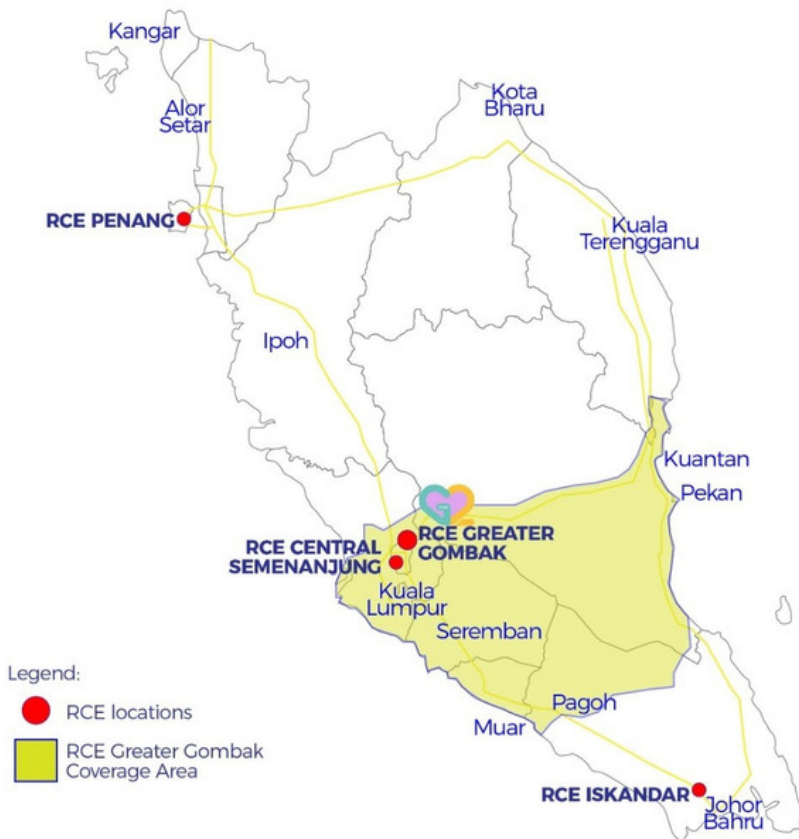 Kangar
Alor
Setar
Kota
Bharu
RCE PENANG
Kuala
Terengganu
Ipoh
Kuantan
Pekan
RCE GREATER
GOMBAK
RCE CENTRAL
SEMENANJUNG
Kuala
Lumpur
Seremban
Pagoh
Muar
Legend:
RCE locations
RCE Greater Gombak
Coverage Area
RCE ISKANDAR
Johor
Bahru